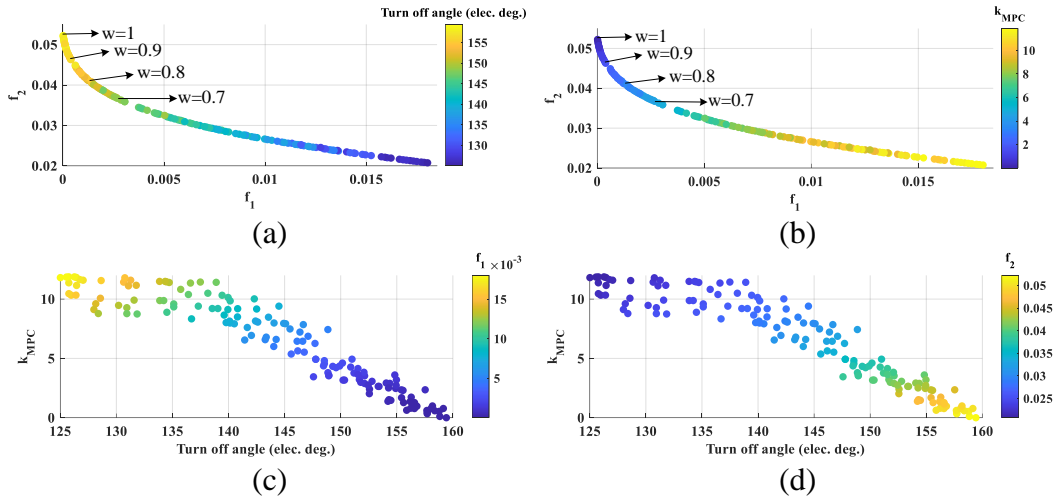 Turn off angle (elec. deg.)
w=1
w=0.9
w=0.8
w=0.7
0.05
0.04
0.03
0.02
f2
0
0.005
0.01
0.015
f1
155
150
145
140
135
130
(a)
kMPC
w=1
w=0.9
w=0.8
w=0.7
0.05
0.04
0.03
0.02
f2
0
0.005
0.01
0.015
f1
10
8
6
4
2
(b)
f1 ×10-3
10
5
0
kMPC
125
130
135
140
145
150
155
160
Turn off angle (elec. deg.)
15
10
5
(c)
f2
10
5
0
kMPC
125
130
135
140
145
150
155
160
Turn off angle (elec. deg.)
0.05
0.045
0.04
0.035
0.03
0.025
(d)